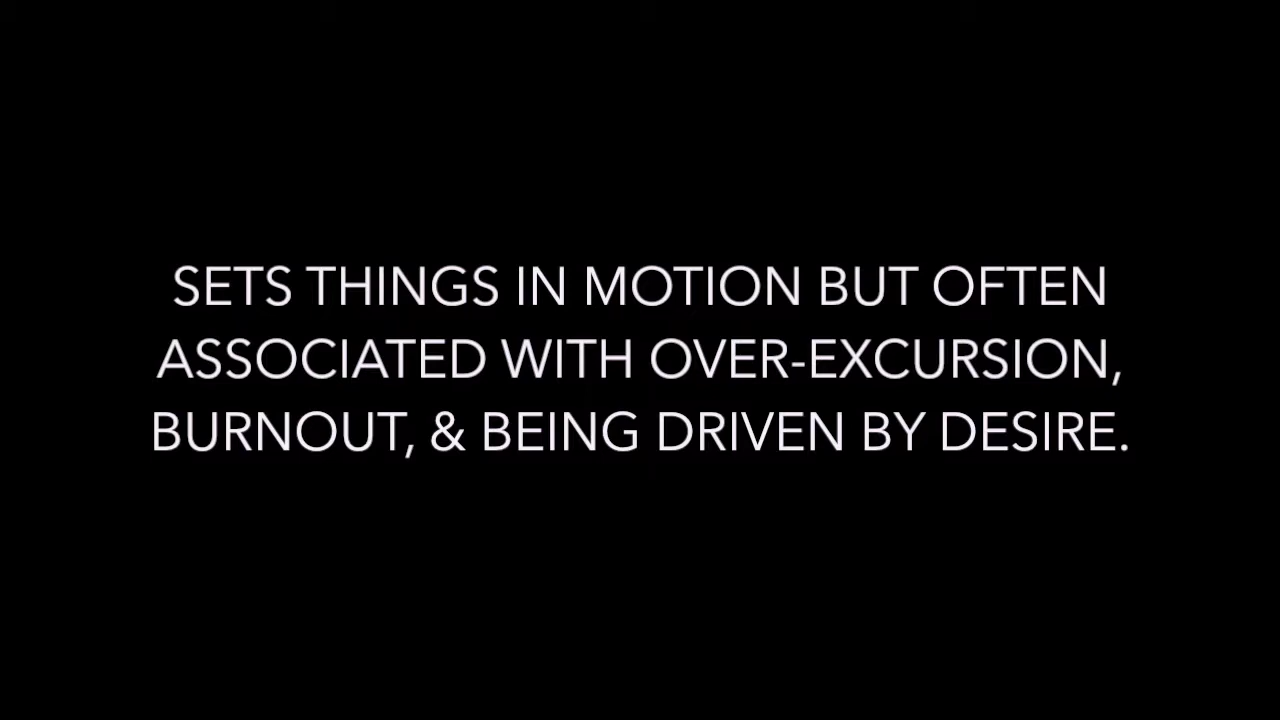 SETS THINGS IN MOTION BUT OFTEN
ASSOCIATED WITH OVER-EXCURSION,
BURNOUT, & BEING DRIVEN BY DESIRE.